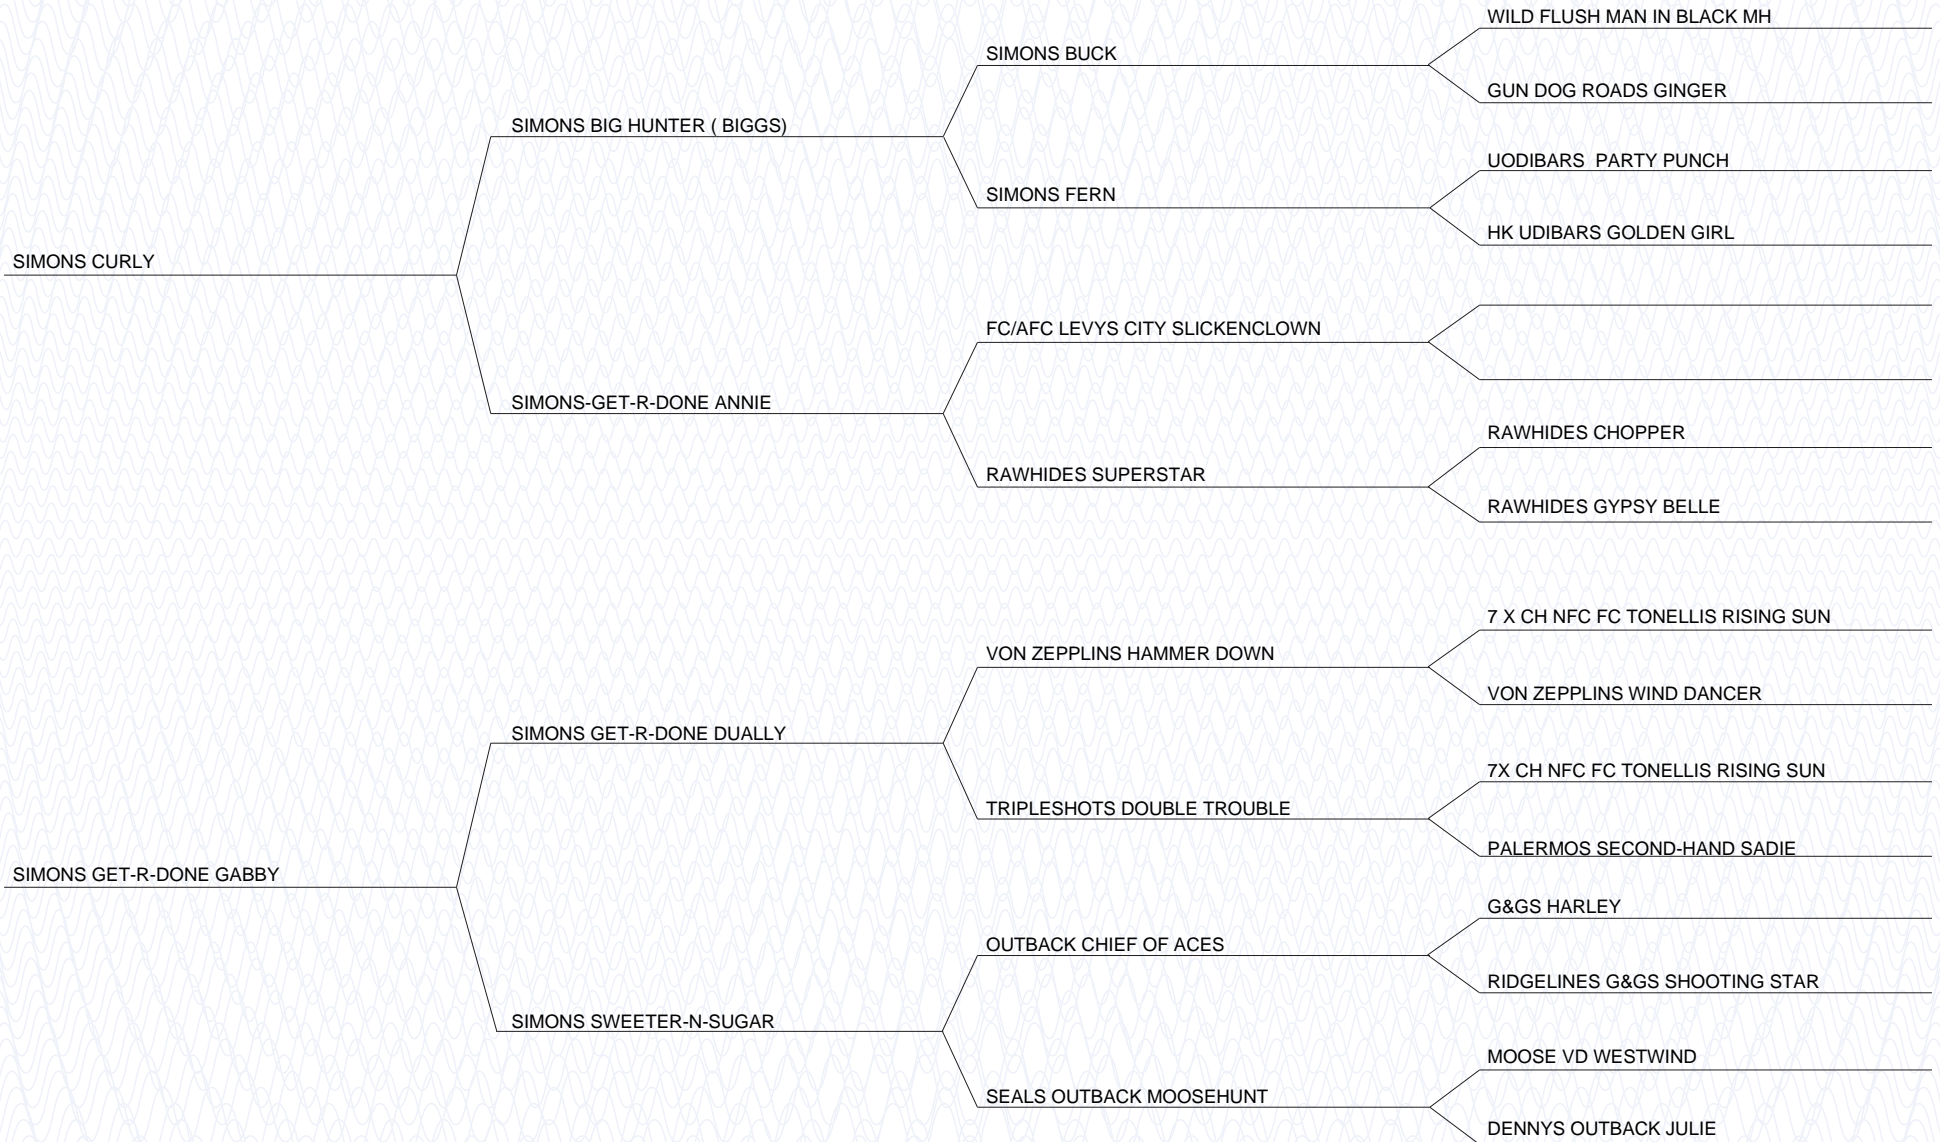 WILD FLUSH MAN IN BLACK MH
SIMONS BUCK
GUN DOG ROADS GINGER
SIMONS BIG HUNTER ( BIGGS)
UODIBARS  PARTY PUNCH
SIMONS FERN
HK UDIBARS GOLDEN GIRL
SIMONS CURLY
FC/AFC LEVYS CITY SLICKENCLOWN
SIMONS-GET-R-DONE ANNIE
RAWHIDES CHOPPER
RAWHIDES SUPERSTAR
RAWHIDES GYPSY BELLE
7 X CH NFC FC TONELLIS RISING SUN
VON ZEPPLINS HAMMER DOWN
VON ZEPPLINS WIND DANCER
SIMONS GET-R-DONE DUALLY
7X CH NFC FC TONELLIS RISING SUN
TRIPLESHOTS DOUBLE TROUBLE
PALERMOS SECOND-HAND SADIE
SIMONS GET-R-DONE GABBY
G&GS HARLEY
OUTBACK CHIEF OF ACES
RIDGELINES G&GS SHOOTING STAR
SIMONS SWEETER-N-SUGAR
MOOSE VD WESTWIND
SEALS OUTBACK MOOSEHUNT
DENNYS OUTBACK JULIE